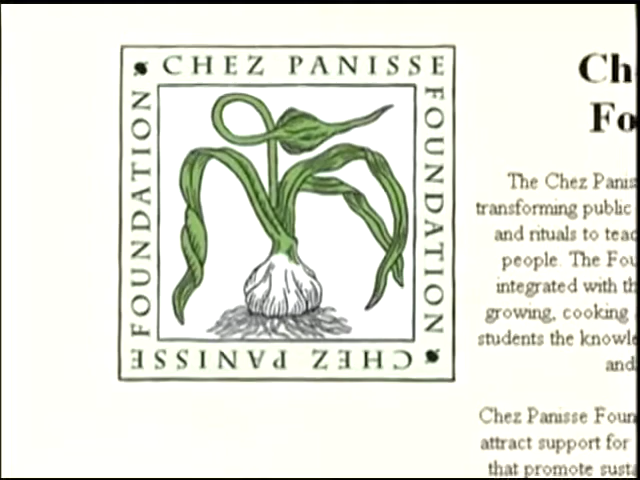 CHEZ PANISSE
FOUNDATION
FOUNDATION
CHEZ PANISSE
Ch
Fo
The Chez Panis
transforming public
and rituals to teac
people. The Fou
integrated with th
growing, cooking
students the knowle
and
Chez Panisse Foun
attract support for
that promote susta